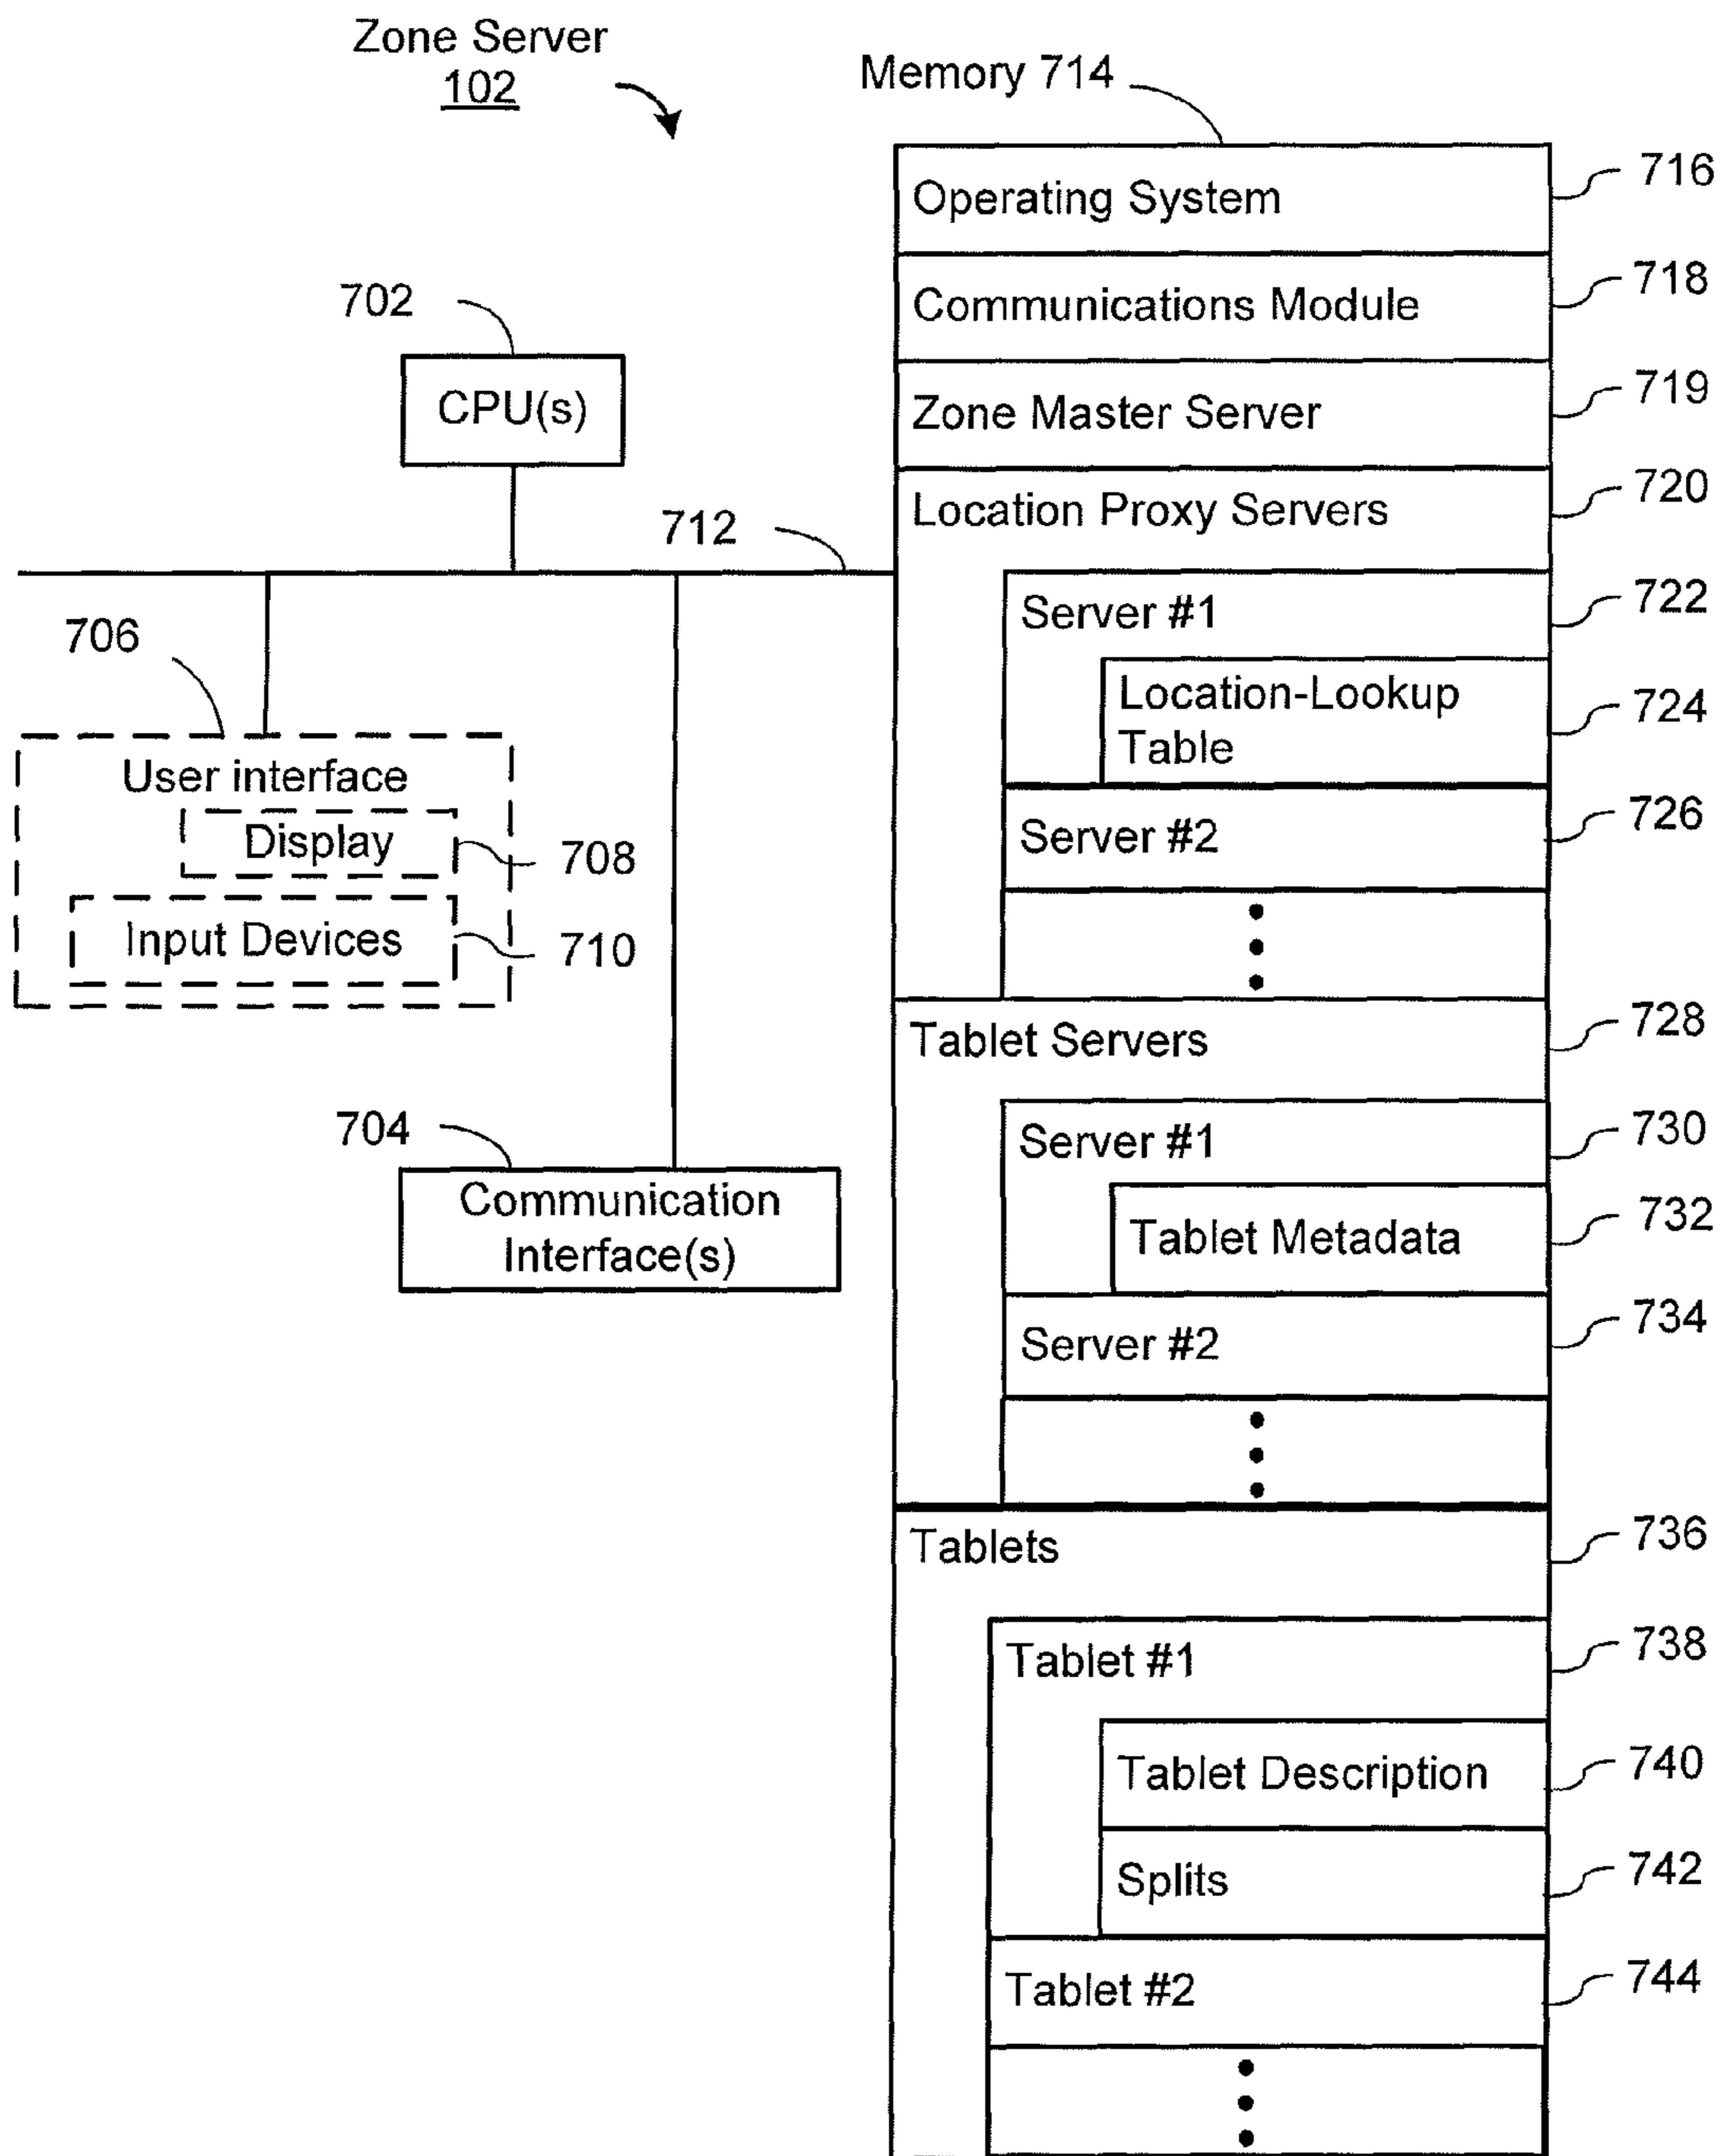 Zone Server
102
Memory 714
Operating System
716
Communications Module
718
702
CPU(s)
Zone Master Server
719
Location Proxy Servers
720
712
Server #1
722
706
Location-Lookup
Table
724
User interface
Display
708
Input Devices
710
Server #2
726
Tablet Servers
728
704
Communication
Interface(s)
Server #1
730
Tablet Metadata
732
Server #2
734
Tablets
736
Tablet #1
738
Tablet Description
740
Splits
742
Tablet #2
744